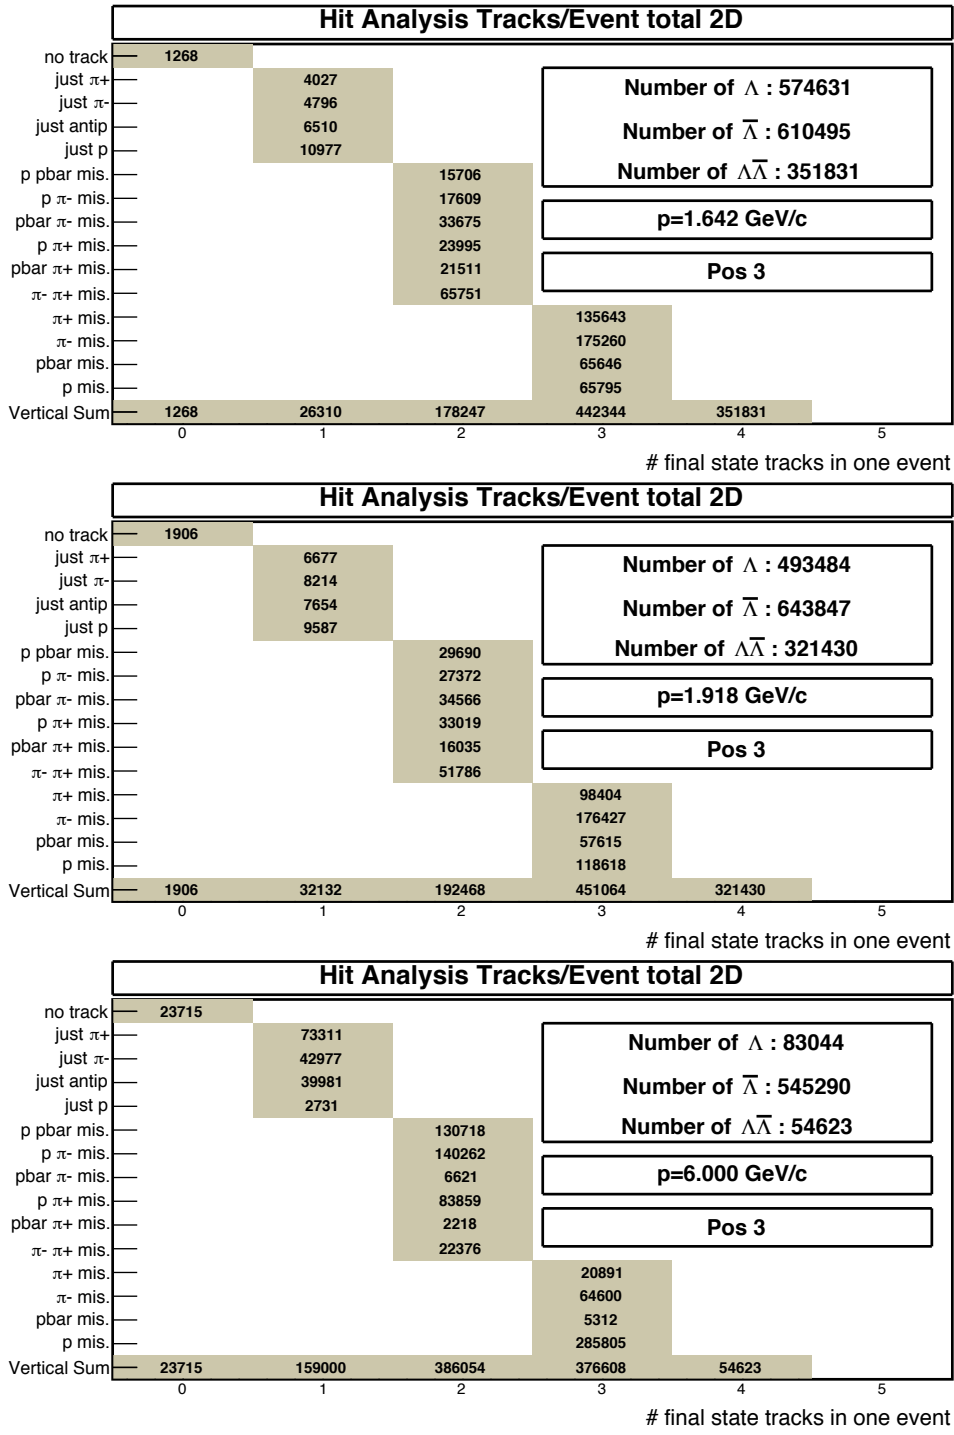 Hit Analysis Tracks/Event total 2D
no track 1268
just π+ 4027
just π- 4796
just antip 6510
just p 10977
p pbar mis. 15706
p π- mis. 17609
pbar π- mis. 33675
p π+ mis. 23995
pbar π+ mis. 21511
π- π+ mis. 65751
π+ mis. 135643
π- mis. 175260
pbar mis. 65646
p mis. 65795
Vertical Sum 1268 26310 178247 442344 351831
0 1 2 3 4 5
# final state tracks in one event
Number of Λ : 574631
Number of Λ̅ : 610495
Number of ΛΛ̅ : 351831
p=1.642 GeV/c
Pos 3
Hit Analysis Tracks/Event total 2D
no track 1906
just π+ 6677
just π- 8214
just antip 7654
just p 9587
p pbar mis. 29690
p π- mis. 27372
pbar π- mis. 34566
p π+ mis. 33019
pbar π+ mis. 16035
π- π+ mis. 51786
π+ mis. 98404
π- mis. 176427
pbar mis. 57615
p mis. 118618
Vertical Sum 1906 32132 192468 451064 321430
0 1 2 3 4 5
# final state tracks in one event
Number of Λ : 493484
Number of Λ̅ : 643847
Number of ΛΛ̅ : 321430
p=1.918 GeV/c
Pos 3
Hit Analysis Tracks/Event total 2D
no track 23715
just π+ 73311
just π- 42977
just antip 39981
just p 2731
p pbar mis. 130718
p π- mis. 140262
pbar π- mis. 6621
p π+ mis. 83859
pbar π+ mis. 2218
π- π+ mis. 22376
π+ mis. 20891
π- mis. 64600
pbar mis. 5312
p mis. 285805
Vertical Sum 23715 159000 386054 376608 54623
0 1 2 3 4 5
# final state tracks in one event
Number of Λ : 83044
Number of Λ̅ : 545290
Number of ΛΛ̅ : 54623
p=6.000 GeV/c
Pos 3